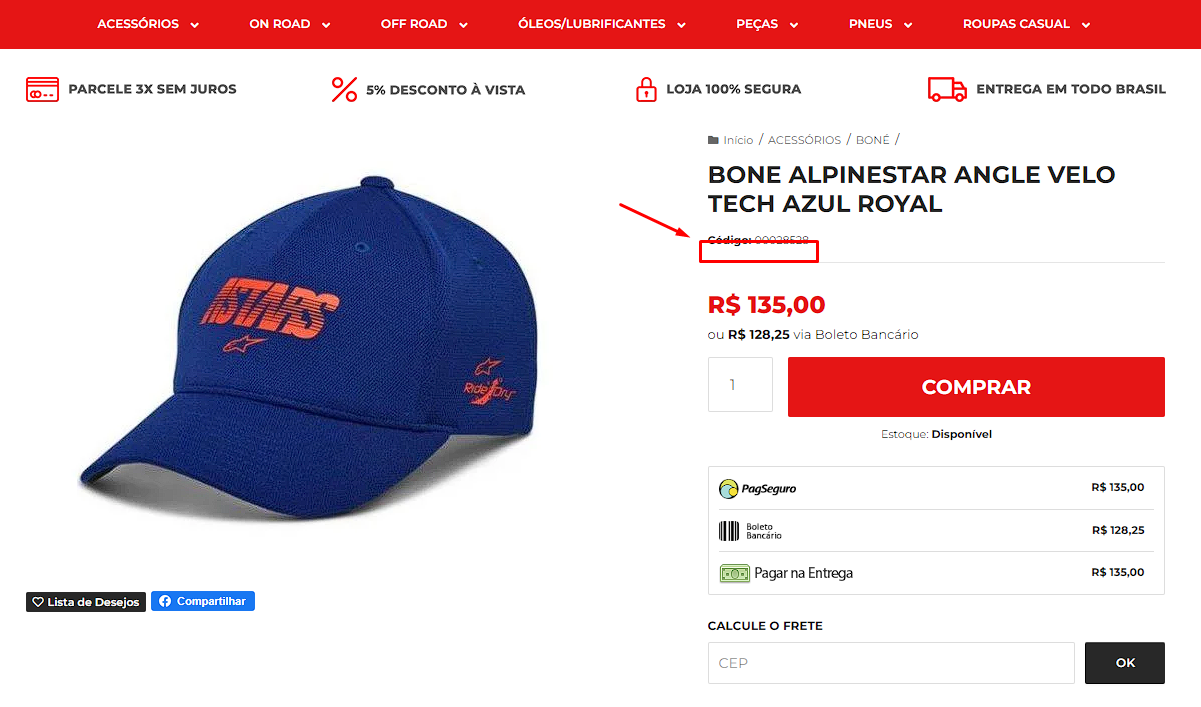 ACESSÓRIOS ON ROAD OFF ROAD ÓLEOS/LUBRIFICANTES PEÇAS PNEUS ROUPAS CASUAL
PARCELE 3X SEM JUROS 5% DESCONTO À VISTA LOJA 100% SEGURA ENTREGA EM TODO BRASIL
Início / ACESSÓRIOS / BONÉ /
BONE ALPINESTAR ANGLE VELO
TECH AZUL ROYAL
Código: 00028528
R$ 135,00
ou R$ 128,25 via Boleto Bancário
1 COMPRAR
Estoque: Disponível
PagSeguro R$ 135,00
Boleto
Bancário R$ 128,25
Pagar na Entrega R$ 135,00
CALCULE O FRETE
CEP OK
ASTARS
Ride Dry
Lista de Desejos Compartilhar